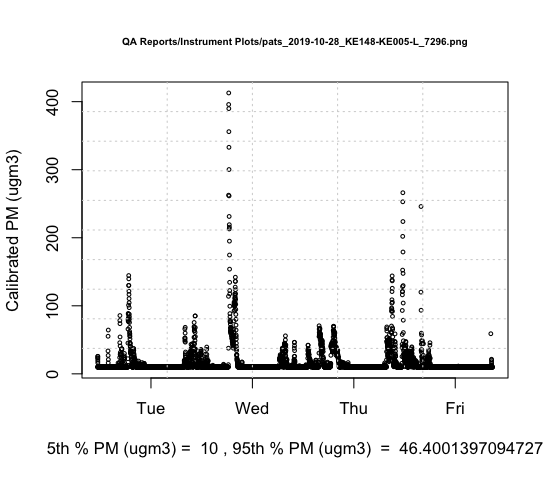 QA Reports/Instrument Plots/pats_2019-10-28_KE148-KE005-L_7296.png
400
300
200
100
0
Calibrated PM (ugm3)
Tue Wed Thu Fri
5th % PM (ugm3) =  10 , 95th % PM (ugm3)  =  46.4001397094727